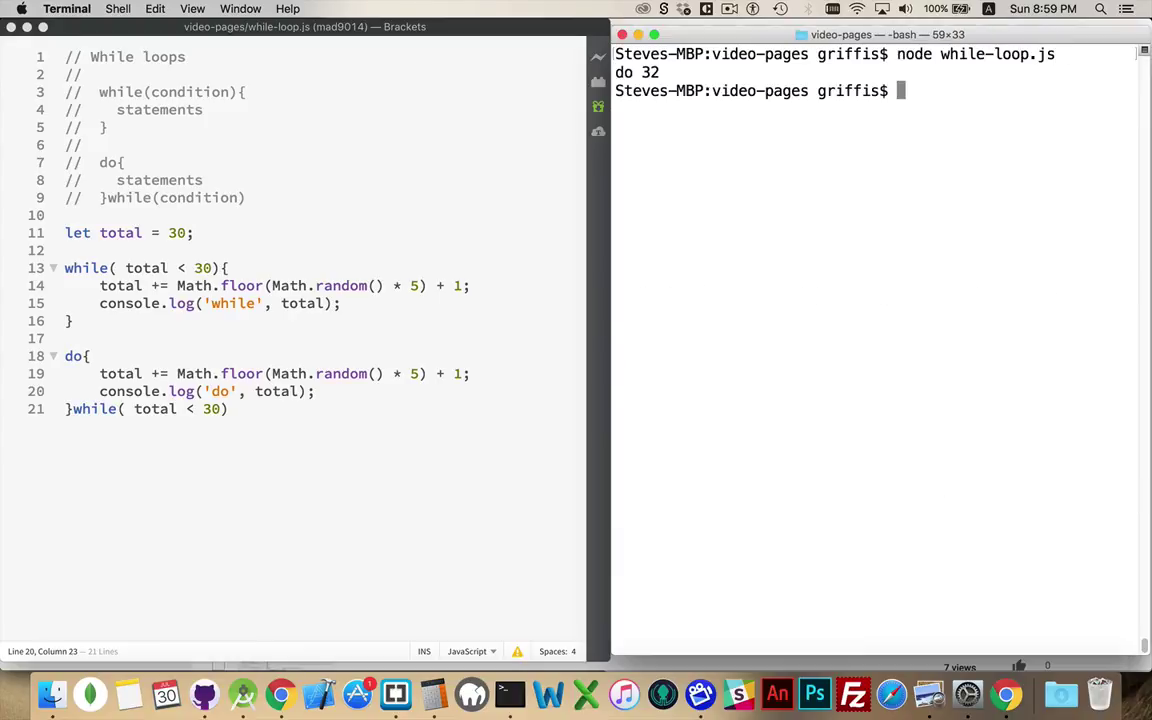 Terminal Shell Edit View Window Help
100% A Sun 8:59 PM
video-pages/while-loop.js (mad9014) — Brackets
video-pages — -bash — 59×33
1 // While loops
2 //
3 // while(condition){
4 // statements
5 // }
6 //
7 // do{
8 // statements
9 // }while(condition)
10
11 let total = 30;
12
13 while( total < 30){
14 total += Math.floor(Math.random() * 5) + 1;
15 console.log('while', total);
16 }
17
18 do{
19 total += Math.floor(Math.random() * 5) + 1;
20 console.log('do', total);
21 }while( total < 30)
Steves-MBP:video-pages griffis$ node while-loop.js
do 32
Steves-MBP:video-pages griffis$
Line 20, Column 23 — 21 Lines
INS JavaScript Spaces: 4
7 views 0
JUN
30
1
An Ps Fz